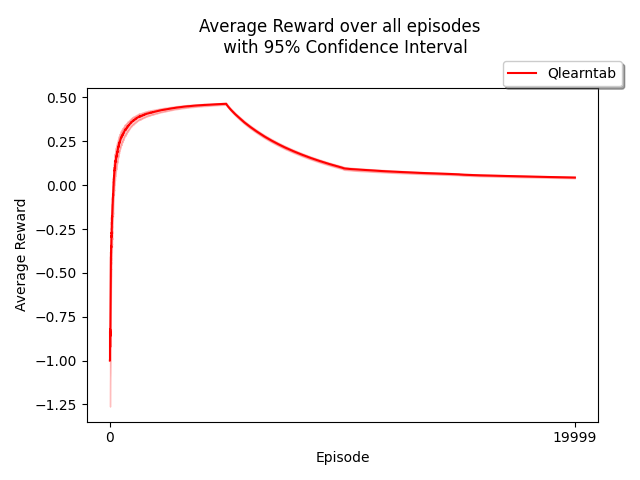 Average Reward over all episodes
with 95% Confidence Interval
Qlearntab
0.50
0.25
0.00
−0.25
−0.50
−0.75
−1.00
−1.25
Average Reward
0
19999
Episode